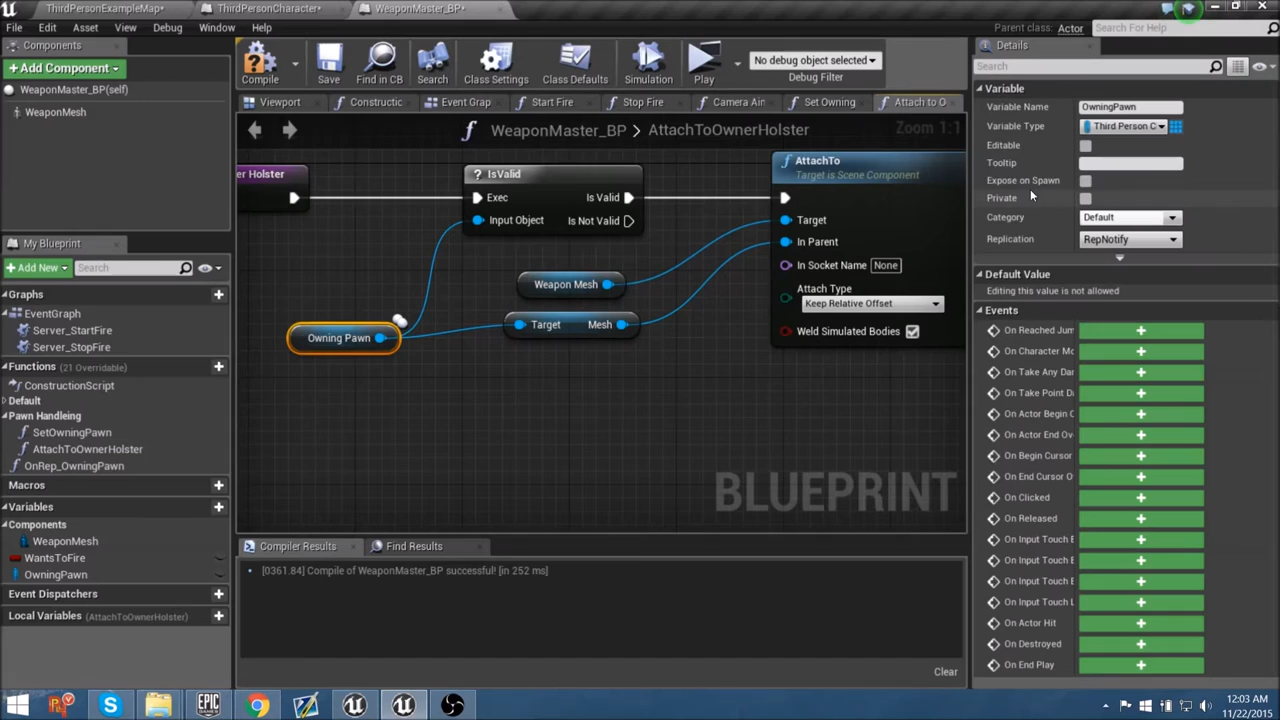 ThirdPersonExampleMap*
ThirdPersonCharacter*
WeaponMaster_BP*
File
Edit
Asset
View
Debug
Window
Help
Parent class: Actor
Search For Help
Components
Details
+ Add Component
WeaponMaster_BP(self)
WeaponMesh
Compile
Save
Find in CB
Search
Class Settings
Class Defaults
Simulation
Play
No debug object selected
Debug Filter
Viewport
Constructic
Event Grap
Start Fire
Stop Fire
Camera Ain
Set Owning
Attach to O
WeaponMaster_BP > AttachToOwnerHolster
Zoom 1:1
er Holster
? IsValid
Exec
Is Valid
Input Object
Is Not Valid
Weapon Mesh
Target
Mesh
Owning Pawn
AttachTo
Target is Scene Component
Target
In Parent
In Socket Name
None
Attach Type
Keep Relative Offset
Weld Simulated Bodies
BLUEPRINT
My Blueprint
+ Add New
Search
Graphs
EventGraph
Server_StartFire
Server_StopFire
Functions (21 Overridable)
ConstructionScript
Default
Pawn Handleing
SetOwningPawn
AttachToOwnerHolster
OnRep_OwningPawn
Macros
Variables
Components
WeaponMesh
WantsToFire
OwningPawn
Event Dispatchers
Local Variables (AttachToOwnerHolster)
Compiler Results
Find Results
[0361.84] Compile of WeaponMaster_BP successful! [in 252 ms]
Clear
Search
Variable
Variable Name
OwningPawn
Variable Type
Third Person C
Editable
Tooltip
Expose on Spawn
Private
Category
Default
Replication
RepNotify
Default Value
Editing this value is not allowed
Events
On Reached Jum
On Character Mo
On Take Any Dar
On Take Point Da
On Actor Begin C
On Actor End Ov
On Begin Cursor
On End Cursor O
On Clicked
On Released
On Input Touch B
On Input Touch E
On Input Touch E
On Input Touch L
On Actor Hit
On Destroyed
On End Play
EPIC
GAMES
12:03 AM
11/22/2015